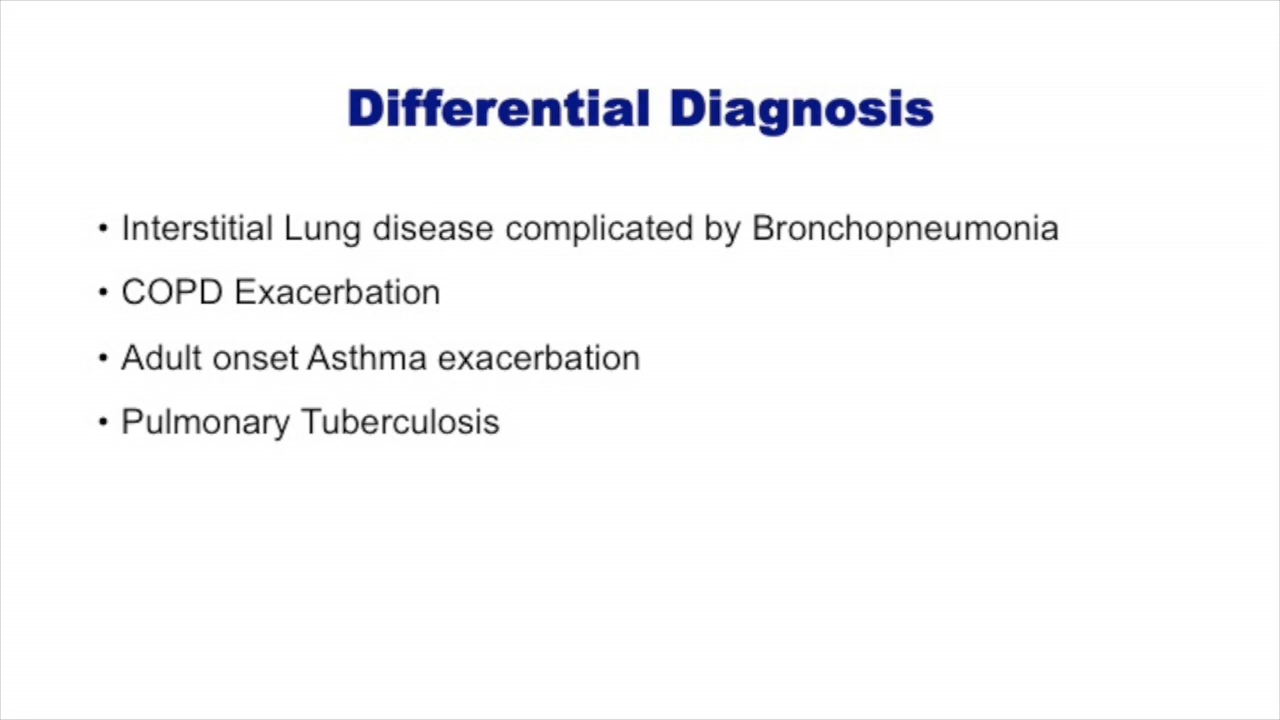 Differential Diagnosis
• Interstitial Lung disease complicated by Bronchopneumonia
• COPD Exacerbation
• Adult onset Asthma exacerbation
• Pulmonary Tuberculosis